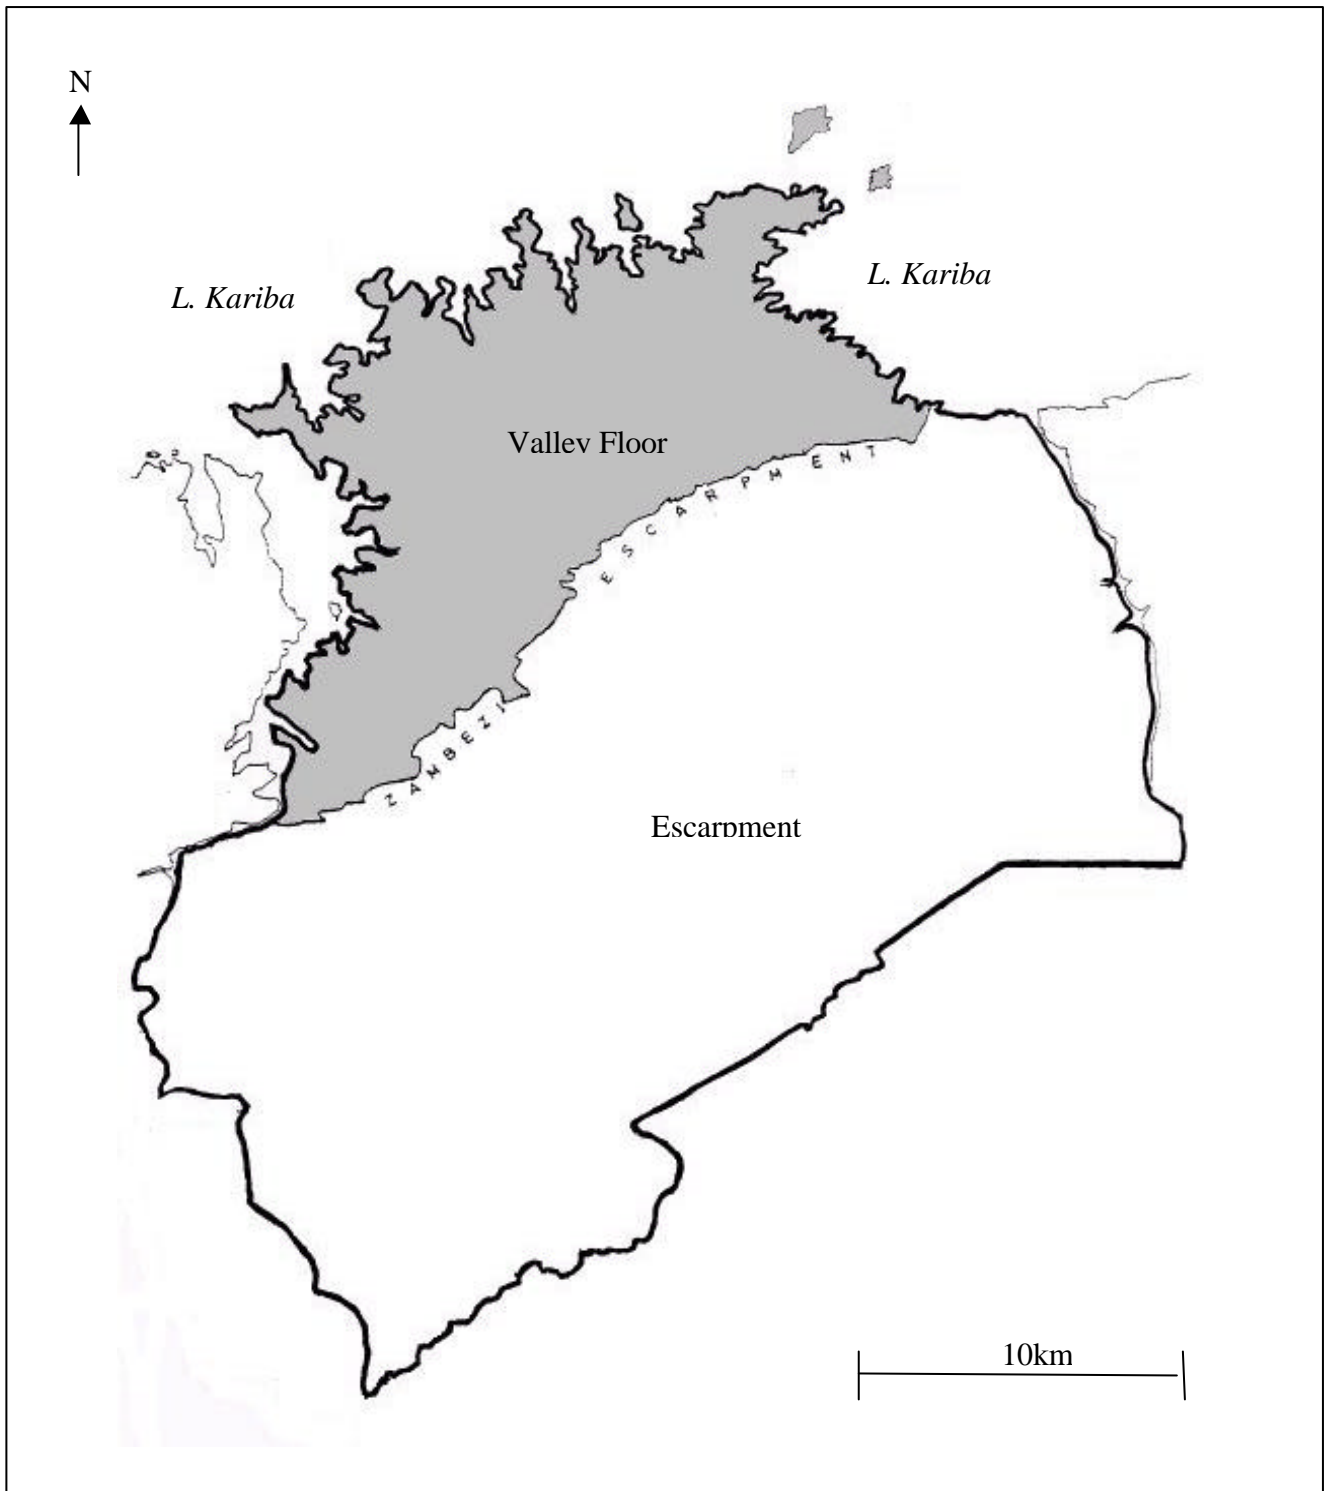 N
L. Kariba
L. Kariba
Valley Floor
ZAMBEZI ESCARPMENT
Escarpment
10km